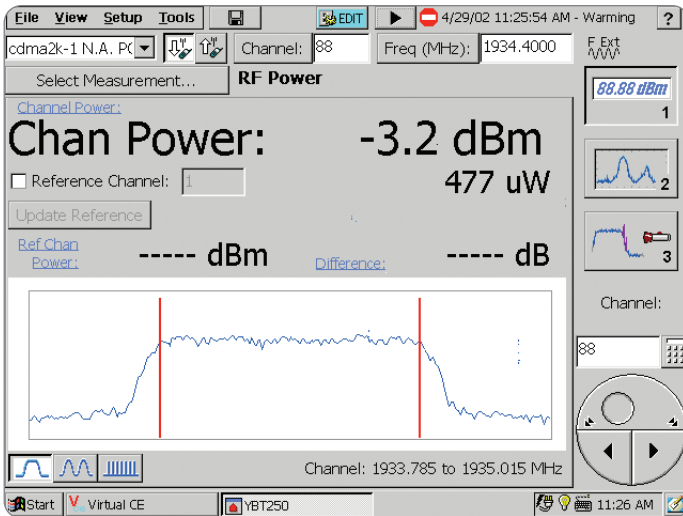 File View Setup Tools EDIT 4/29/02 11:25:54 AM - Warming ?
cdma2k-1 N.A. P( Channel: 88 Freq (MHz): 1934.4000 F Ext
Select Measurement... RF Power
88.88 dBm
1
Channel Power:
Chan Power: -3.2 dBm
Reference Channel: 1 477 uW
2
Update Reference
Ref Chan
Power: ----- dBm Difference: ----- dB
3
Channel:
88
Channel: 1933.785 to 1935.015 MHz
Start Virtual CE YBT250 11:26 AM